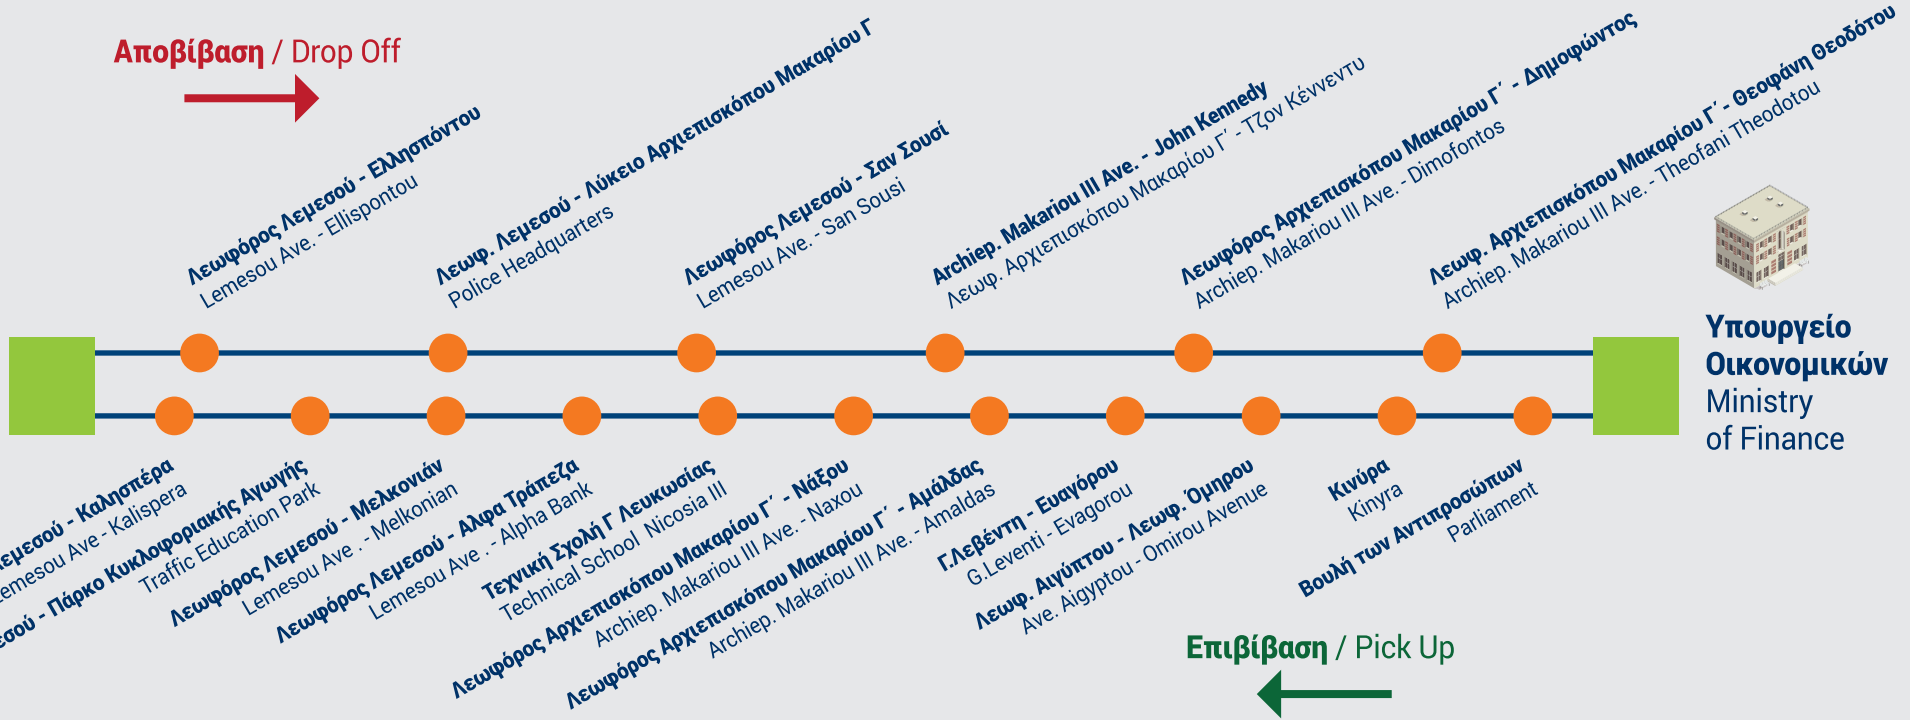 Αποβίβαση / Drop Off
Λεωφόρος Λεμεσού - Ελλησπόντου
Lemesou Ave. - Ellispontou
Λεωφ. Λεμεσού - Λύκειο Αρχιεπισκόπου Μακαρίου Γ
Police Headquarters
Λεωφόρος Λεμεσού - Σαν Σουσί
Lemesou Ave. - San Sousi
Archiep. Makariou III Ave. - John Kennedy
Λεωφ. Αρχιεπισκόπου Μακαρίου Γ΄ - Τζον Κέννεντυ
Λεωφόρος Αρχιεπισκόπου Μακαρίου Γ΄ - Δημοφώντος
Archiep. Makariou III Ave. - Dimofontos
Λεωφ. Αρχιεπισκόπου Μακαρίου Γ΄- Θεοφάνη Θεοδότου
Archiep. Makariou III Ave. - Theofani Theodotou
Υπουργείο
Οικονομικών
Ministry
of Finance
εμεσού - Καλησπέρα
emesou Ave - Kalispera
εσού - Πάρκο Κυκλοφοριακής Αγωγής
Traffic Education Park
Λεωφόρος Λεμεσού - Μελκονιάν
Lemesou Ave . - Melkonian
Λεωφόρος Λεμεσού - Αλφα Τράπεζα
Lemesou Ave . - Alpha Bank
Τεχνική Σχολή Γ Λευκωσίας
Technical School Nicosia III
Λεωφόρος Αρχιεπισκόπου Μακαρίου Γ΄ - Νάξου
Archiep. Makariou III Ave. - Naxou
Λεωφόρος Αρχιεπισκόπου Μακαρίου Γ΄ - Αμάλδας
Archiep. Makariou III Ave. - Amaldas
Γ.Λεβέντη - Ευαγόρου
G.Leventi - Evagorou
Λεωφ. Αιγύπτου - Λεωφ. Όμηρου
Ave. Aigyptou - Omirou Avenue
Κινύρα
Kinyra
Βουλή των Αντιπροσώπων
Parliament
Επιβίβαση / Pick Up